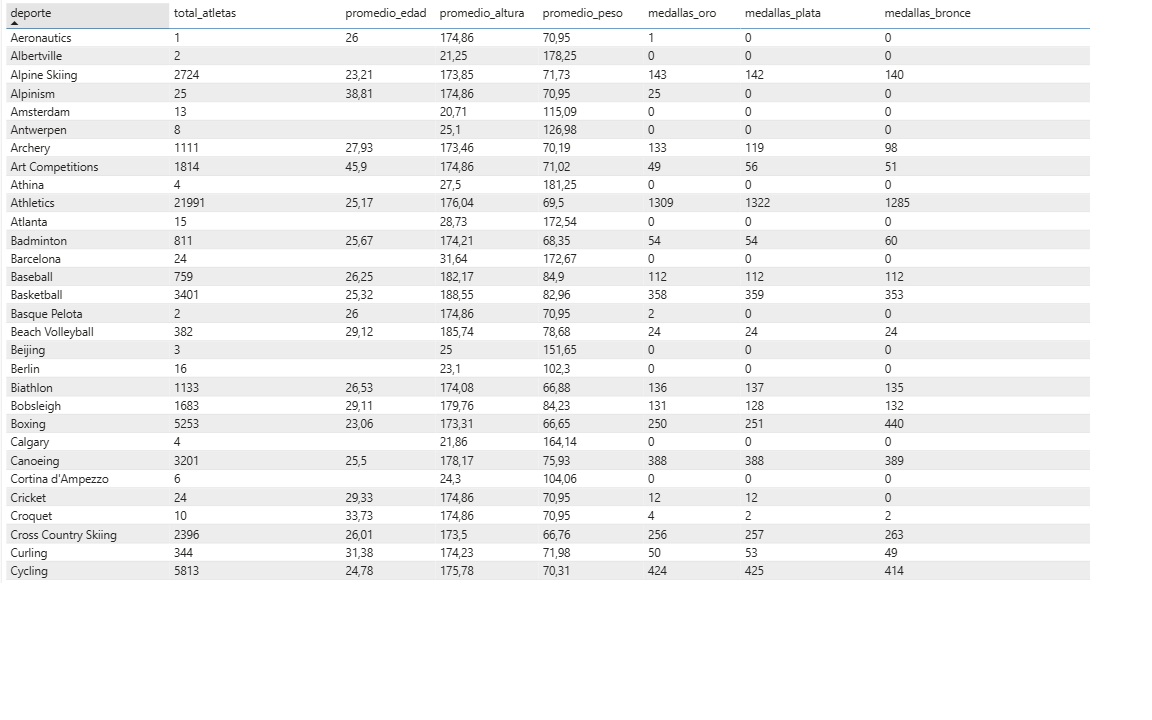 deporte total_atletas promedio_edad promedio_altura promedio_peso medallas_oro medallas_plata medallas_bronce
Aeronautics 1 26 174,86 70,95 1 0 0
Albertville 2 21,25 178,25 0 0 0
Alpine Skiing 2724 23,21 173,85 71,73 143 142 140
Alpinism 25 38,81 174,86 70,95 25 0 0
Amsterdam 13 20,71 115,09 0 0 0
Antwerpen 8 25,1 126,98 0 0 0
Archery 1111 27,93 173,46 70,19 133 119 98
Art Competitions 1814 45,9 174,86 71,02 49 56 51
Athina 4 27,5 181,25 0 0 0
Athletics 21991 25,17 176,04 69,5 1309 1322 1285
Atlanta 15 28,73 172,54 0 0 0
Badminton 811 25,67 174,21 68,35 54 54 60
Barcelona 24 31,64 172,67 0 0 0
Baseball 759 26,25 182,17 84,9 112 112 112
Basketball 3401 25,32 188,55 82,96 358 359 353
Basque Pelota 2 26 174,86 70,95 2 0 0
Beach Volleyball 382 29,12 185,74 78,68 24 24 24
Beijing 3 25 151,65 0 0 0
Berlin 16 23,1 102,3 0 0 0
Biathlon 1133 26,53 174,08 66,88 136 137 135
Bobsleigh 1683 29,11 179,76 84,23 131 128 132
Boxing 5253 23,06 173,31 66,65 250 251 440
Calgary 4 21,86 164,14 0 0 0
Canoeing 3201 25,5 178,17 75,93 388 388 389
Cortina d'Ampezzo 6 24,3 104,06 0 0 0
Cricket 24 29,33 174,86 70,95 12 12 0
Croquet 10 33,73 174,86 70,95 4 2 2
Cross Country Skiing 2396 26,01 173,5 66,76 256 257 263
Curling 344 31,38 174,23 71,98 50 53 49
Cycling 5813 24,78 175,78 70,31 424 425 414